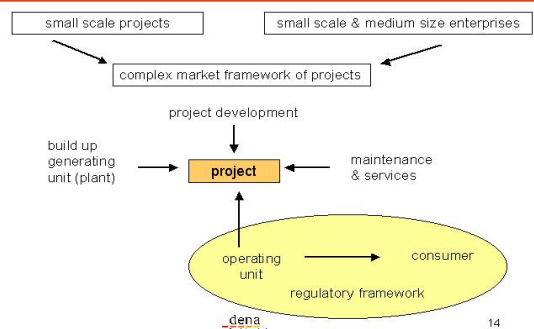 small scale projects
small scale & medium size enterprises
complex market framework of projects
project development
build up
generating
unit (plant)
project
maintenance
& services
operating
unit
consumer
regulatory framework
dena
14